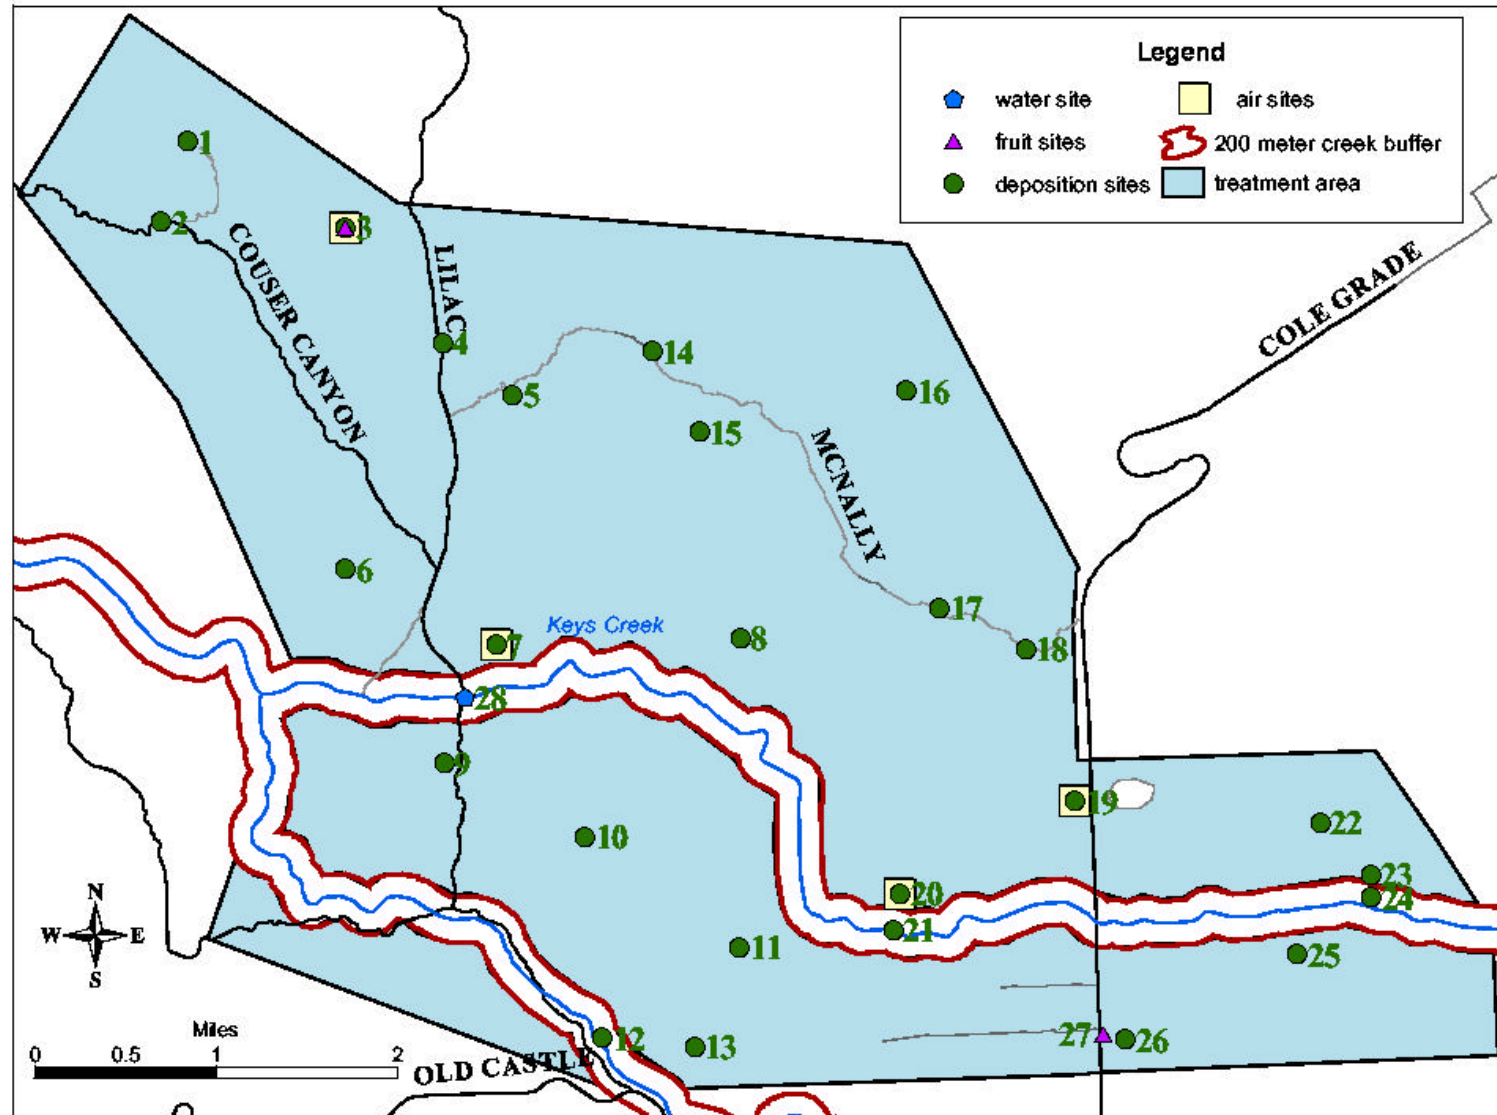 Legend
water site
air sites
fruit sites
200 meter creek buffer
deposition sites
treatment area
1
2
3
COUSER CANYON
LILAC
4
COLE GRADE
14
5
16
15
MCNALLY
6
17
Keys Creek
7
8
18
28
9
19
10
22
23
20
24
21
11
25
N
W E
S
12
13
27
26
Miles
0 0.5 1 2
OLD CASTLE